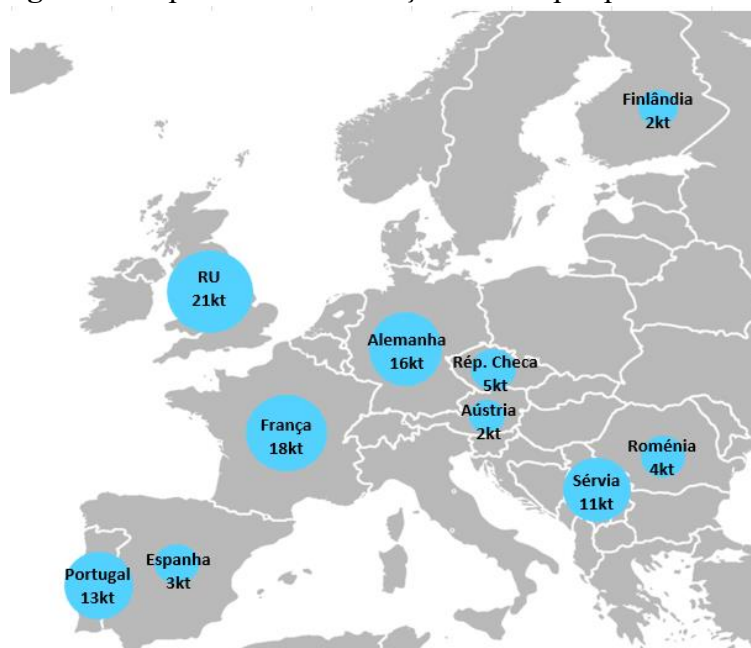 Finlândia
2kt
RU
21kt
Alemanha
16kt
Rép. Checa
5kt
Aústria
2kt
França
18kt
Roménia
4kt
Sérvia
11kt
Espanha
3kt
Portugal
13kt